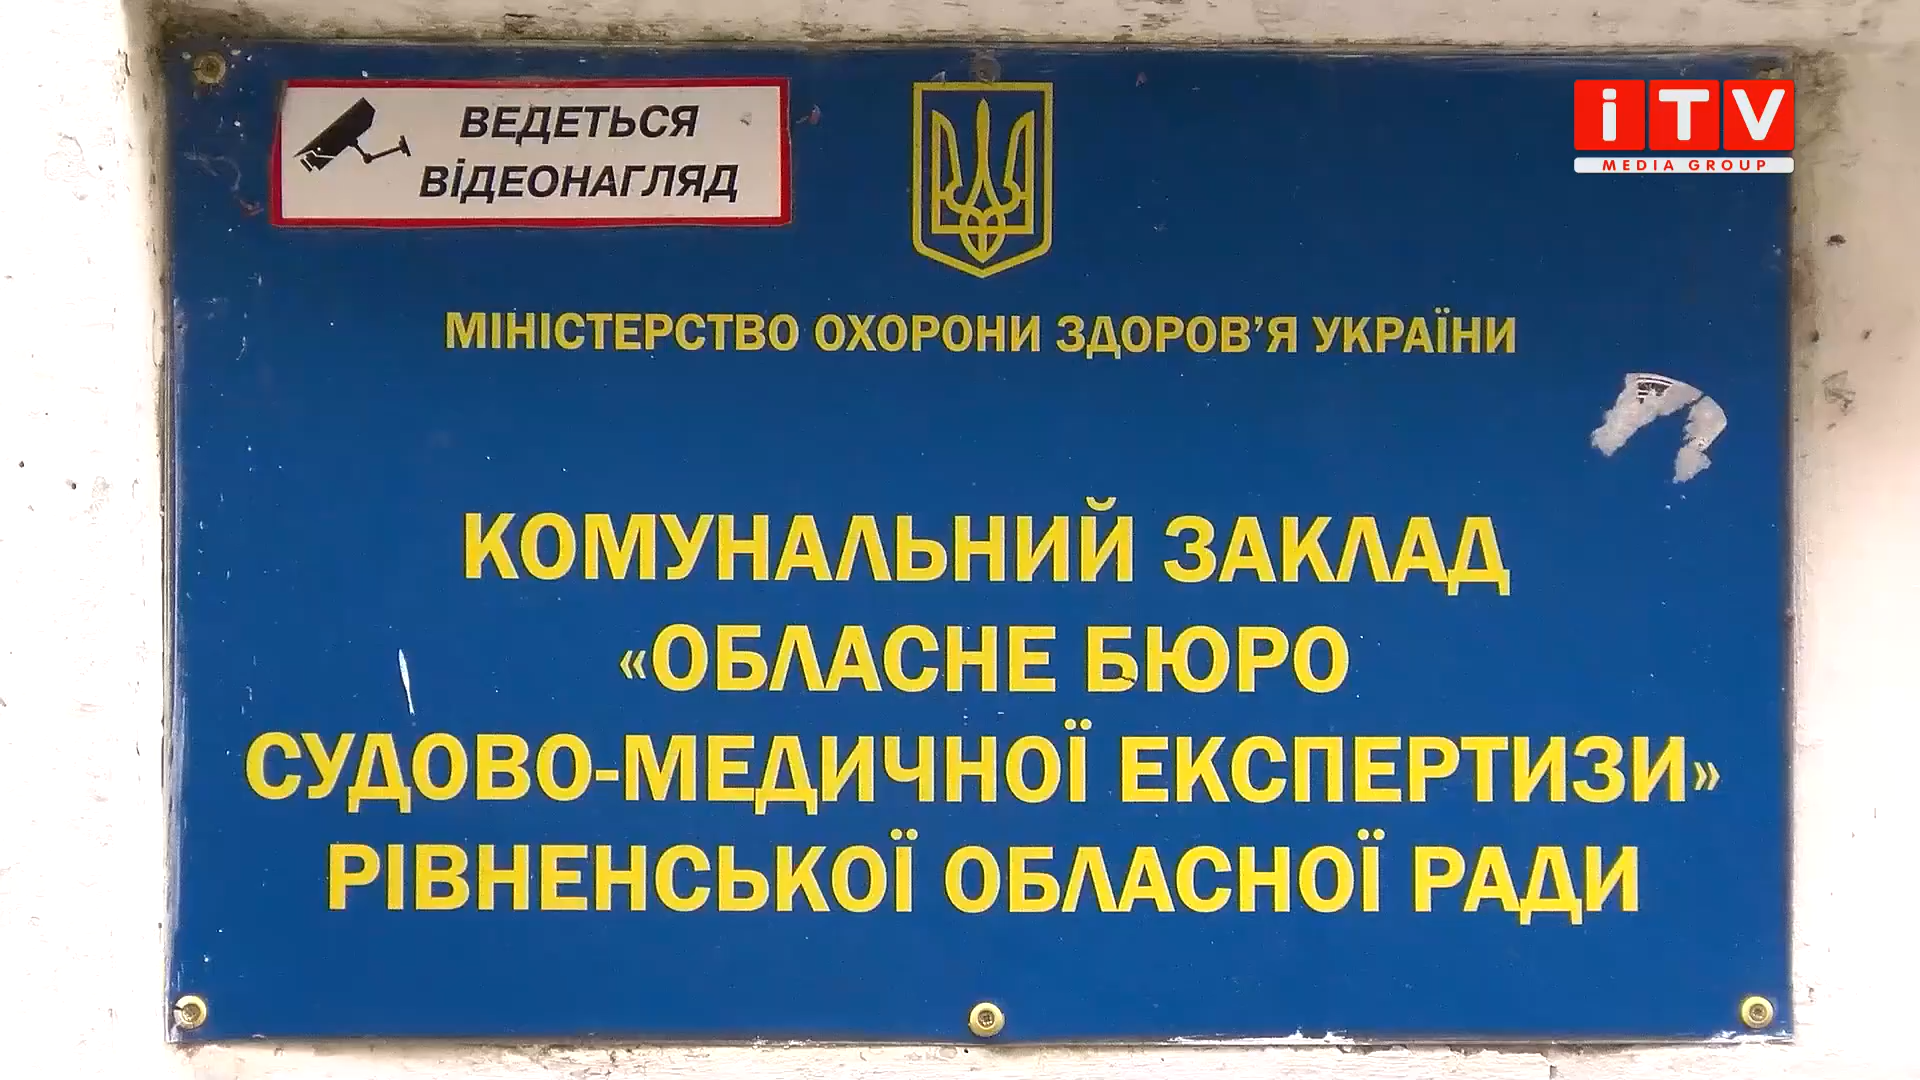 ВЕДЕТЬСЯ
ВіДЕОНАГЛЯД
iTV
MEDIA GROUP
МІНІСТЕРСТВО ОХОРОНИ ЗДОРОВ’Я УКРАЇНИ
КОМУНАЛЬНИЙ ЗАКЛАД
«ОБЛАСНЕ БЮРО
СУДОВО-МЕДИЧНОЇ ЕКСПЕРТИЗИ»
РІВНЕНСЬКОЇ ОБЛАСНОЇ РАДИ